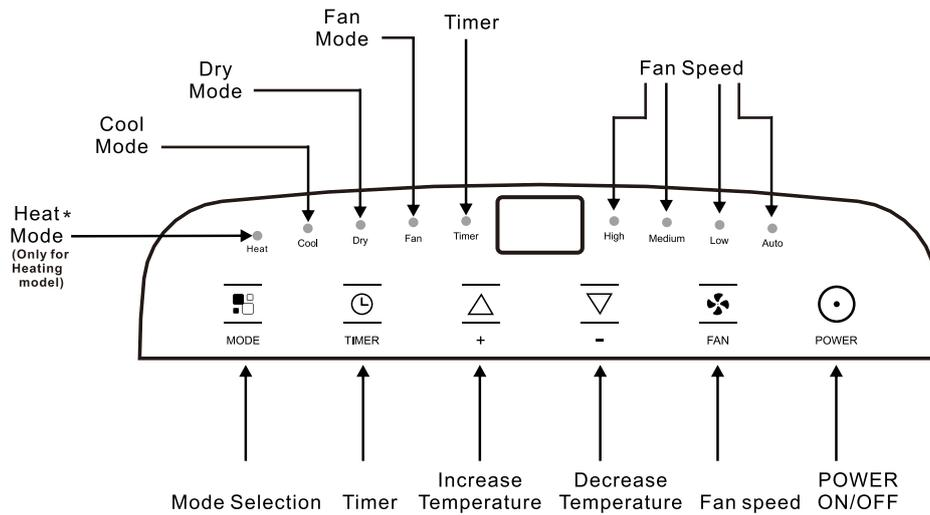 Fan
Mode
Timer
Dry
Mode
Fan Speed
Cool
Mode
Heat*
Mode
(Only for
Heating
model)
Heat
Cool
Dry
Fan
Timer
High
Medium
Low
Auto
MODE
TIMER
+
-
FAN
POWER
Mode Selection
Timer
Increase
Temperature
Decrease
Temperature
Fan speed
POWER
ON/OFF